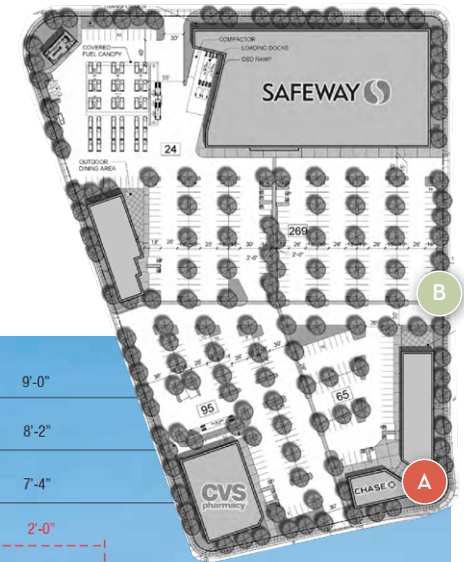 COMPACTOR
LOADING DOCKS
GSO RAMP
COVERED
FUEL CANOPY
SAFEWAY
24
OUTDOOR
DINING AREA
269
B
9'-0"
8'-2"
7'-4"
2'-0"
95
65
CVS
pharmacy
CHASE
A